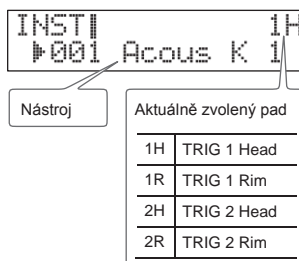 INST 1H
001 Acous K 1
Nástroj
Aktuálně zvolený pad
1H TRIG 1 Head
1R TRIG 1 Rim
2H TRIG 2 Head
2R TRIG 2 Rim